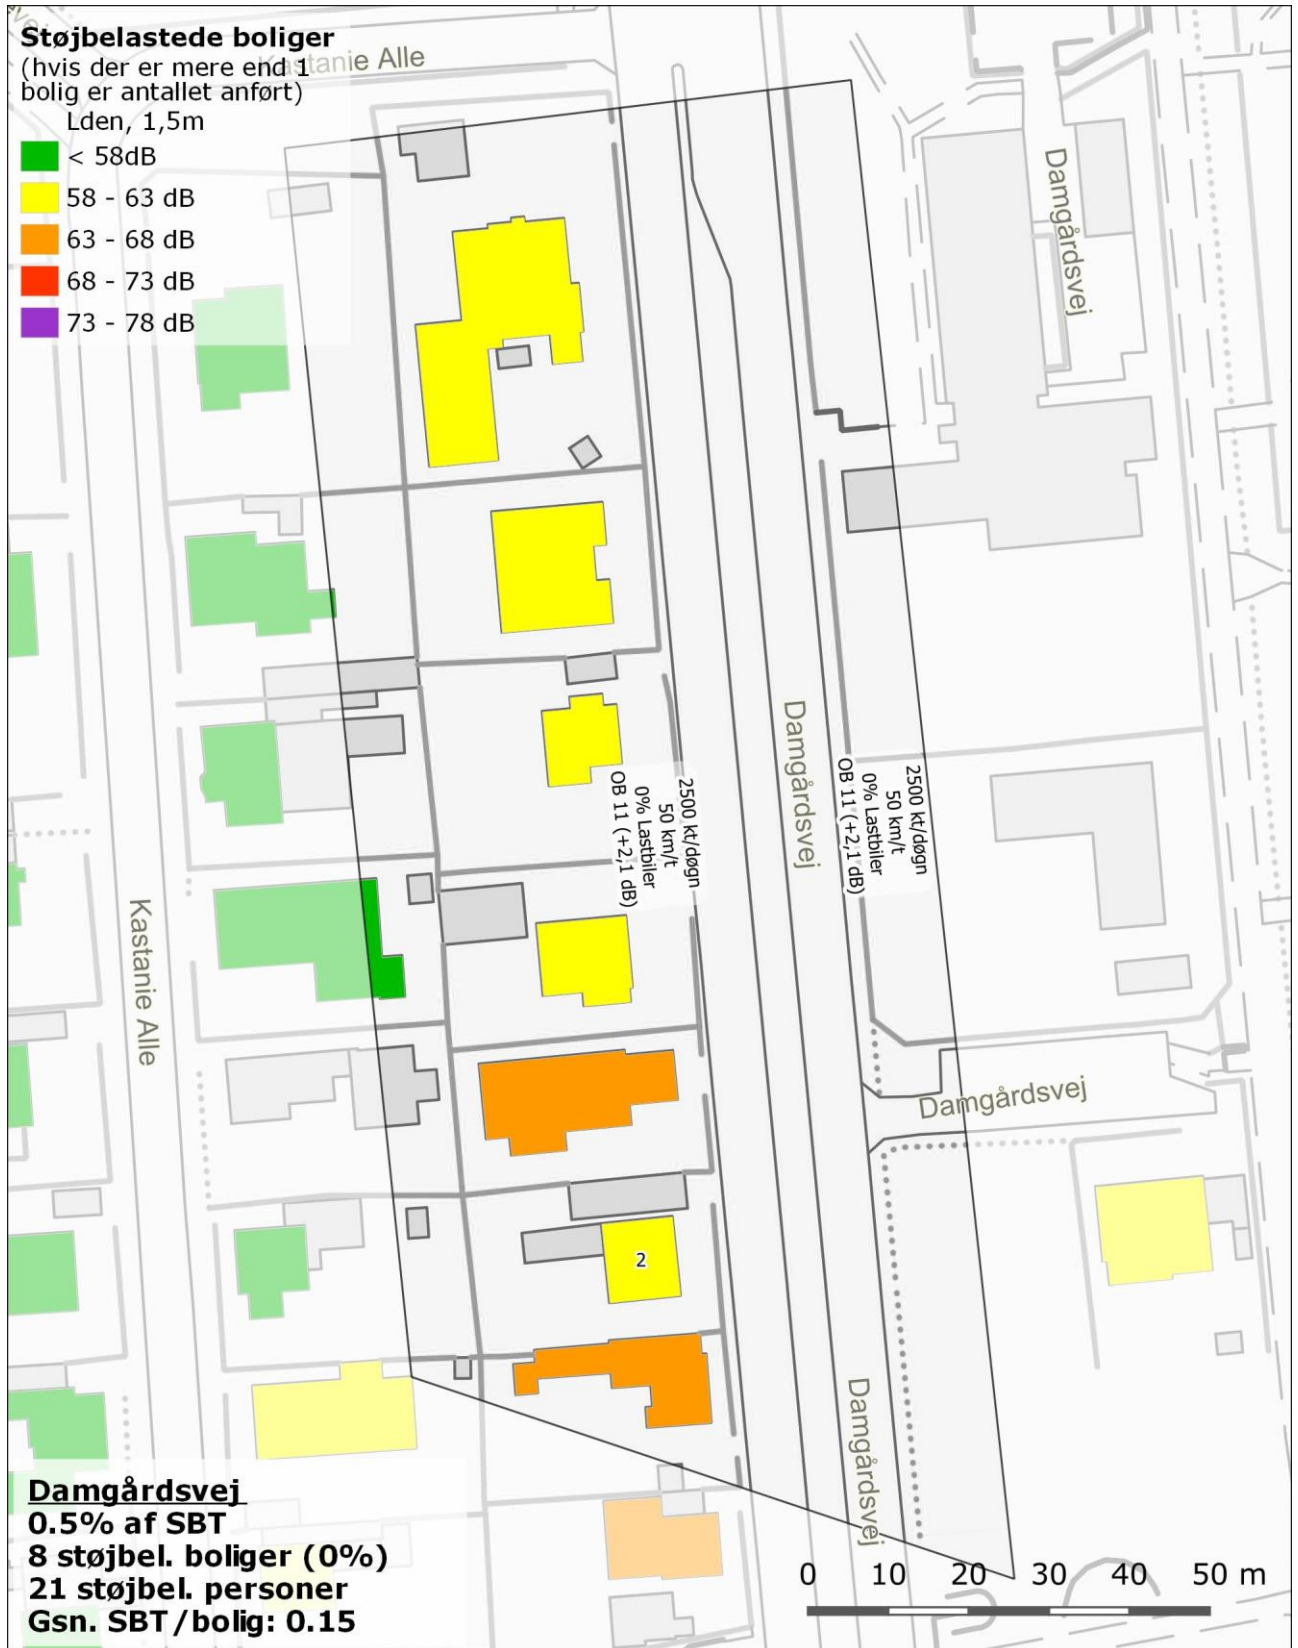 Støjbelastede boliger
(hvis der er mere end 1
bolig er antallet anført)
Lden, 1,5m
< 58dB
58 - 63 dB
63 - 68 dB
68 - 73 dB
73 - 78 dB
Kastanie Alle
Damgårdsvej
Damgårdsvej
2500 kt/døgn
50 km/t
0% Lastbiler
OB 11 (+2,1 dB)
2500 kt/døgn
50 km/t
0% Lastbiler
OB 11 (+2,1 dB)
Kastanie Alle
Damgårdsvej
2
Damgårdsvej
Damgårdsvej
0.5% af SBT
8 støjbel. boliger (0%)
21 støjbel. personer
Gsn. SBT/bolig: 0.15
0 10 20 30 40 50 m